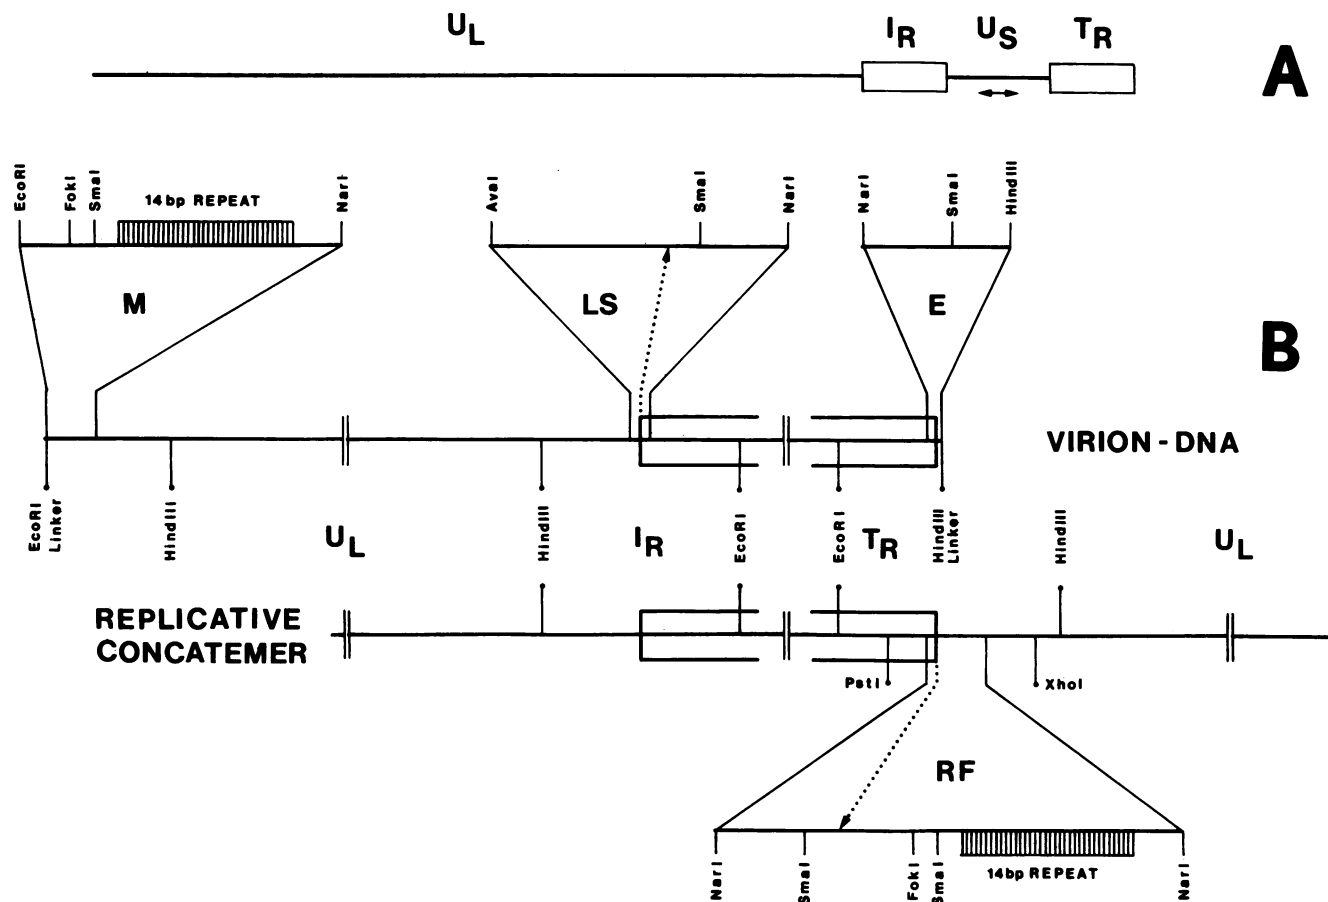 UL IR US TR
A
EcoRI FokI SmaI 14bp REPEAT NarI AvaI SmaI NarI NarI SmaI HindIII
M LS E
B
VIRION-DNA
EcoRI Linker HindIII HindIII EcoRI EcoRI HindIII Linker HindIII
UL IR TR UL
REPLICATIVE
CONCATEMER
PstI XhoI
RF
NarI SmaI FokI SmaI 14bp REPEAT NarI